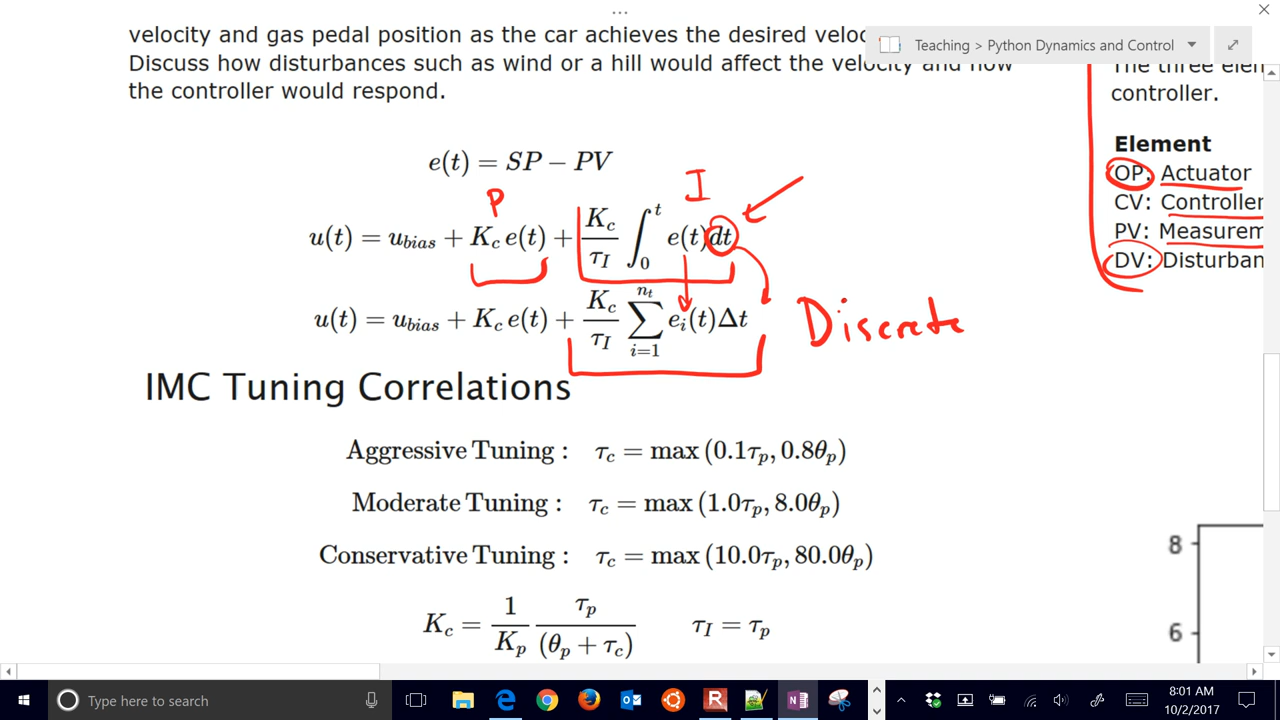 velocity and gas pedal position as the car achieves the desired
Discuss how disturbances such as wind or a hill would affect the velocity and how
the controller would respond.
Teaching > Python Dynamics and Control
e(t) = SP − PV
P
I
u(t) = u_bias + K_c e(t) + K_c/τ_I ∫_0^t e(t)dt
u(t) = u_bias + K_c e(t) + K_c/τ_I Σ_{i=1}^{n_t} e_i(t)Δt
Discrete
IMC Tuning Correlations
Aggressive Tuning : τ_c = max (0.1τ_p, 0.8θ_p)
Moderate Tuning : τ_c = max (1.0τ_p, 8.0θ_p)
Conservative Tuning : τ_c = max (10.0τ_p, 80.0θ_p)
K_c = 1/K_p τ_p/(θ_p + τ_c) τ_I = τ_p
The three
controller.
Element
OP: Actuator
CV: Controller
PV:
DV:
8
6
Type here to search
8:01 AM
10/2/2017